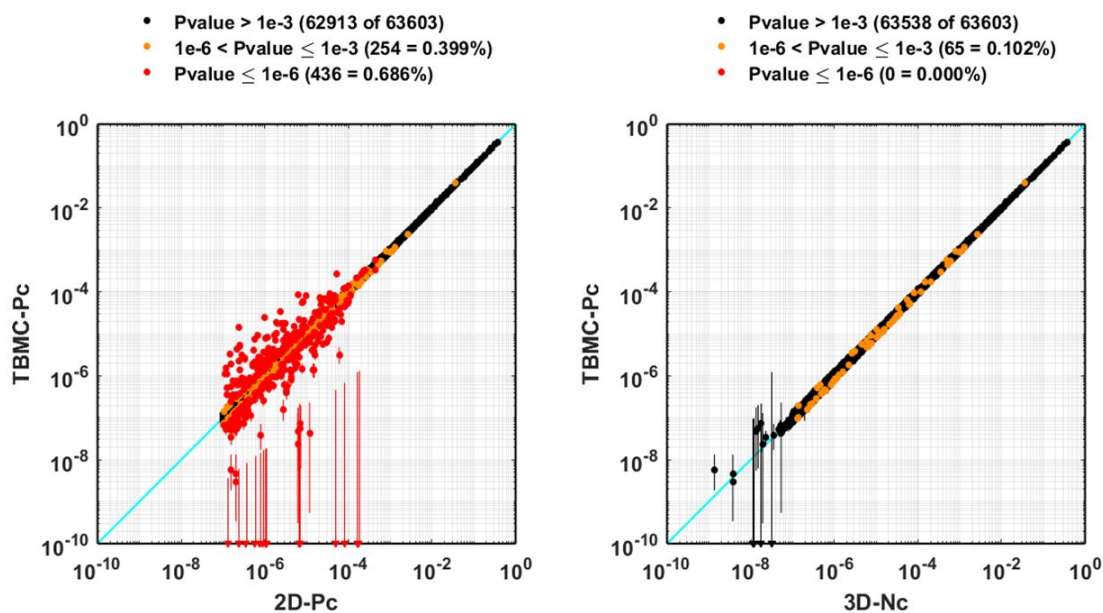 Pvalue > 1e-3 (62913 of 63603)
1e-6 < Pvalue ≤ 1e-3 (254 = 0.399%)
Pvalue ≤ 1e-6 (436 = 0.686%)
10^0
10^-2
10^-4
10^-6
10^-8
10^-10
TBMC-Pc
10^-10 10^-8 10^-6 10^-4 10^-2 10^0
2D-Pc
Pvalue > 1e-3 (63538 of 63603)
1e-6 < Pvalue ≤ 1e-3 (65 = 0.102%)
Pvalue ≤ 1e-6 (0 = 0.000%)
10^0
10^-2
10^-4
10^-6
10^-8
10^-10
TBMC-Pc
10^-10 10^-8 10^-6 10^-4 10^-2 10^0
3D-Nc